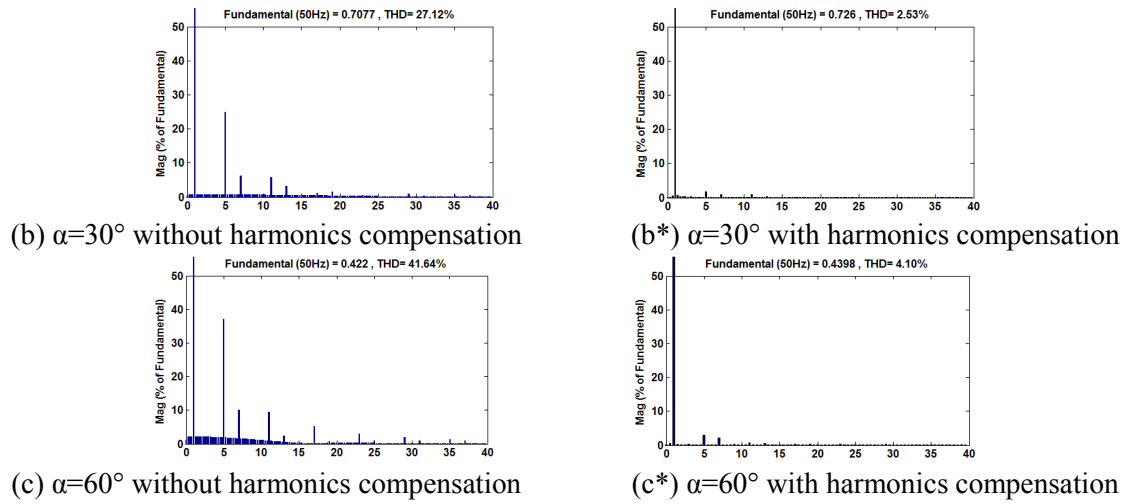 Fundamental (50Hz) = 0.7077 , THD= 27.12%
Mag (% of Fundamental)
50
40
30
20
10
0
0 5 10 15 20 25 30 35 40
Fundamental (50Hz) = 0.726 , THD= 2.53%
Mag (% of Fundamental)
50
40
30
20
10
0
0 5 10 15 20 25 30 35 40
(b) α=30° without harmonics compensation
(b*) α=30° with harmonics compensation
Fundamental (50Hz) = 0.422 , THD= 41.64%
Mag (% of Fundamental)
50
40
30
20
10
0
0 5 10 15 20 25 30 35 40
Fundamental (50Hz) = 0.4398 , THD= 4.10%
Mag (% of Fundamental)
50
40
30
20
10
0
0 5 10 15 20 25 30 35 40
(c) α=60° without harmonics compensation
(c*) α=60° with harmonics compensation